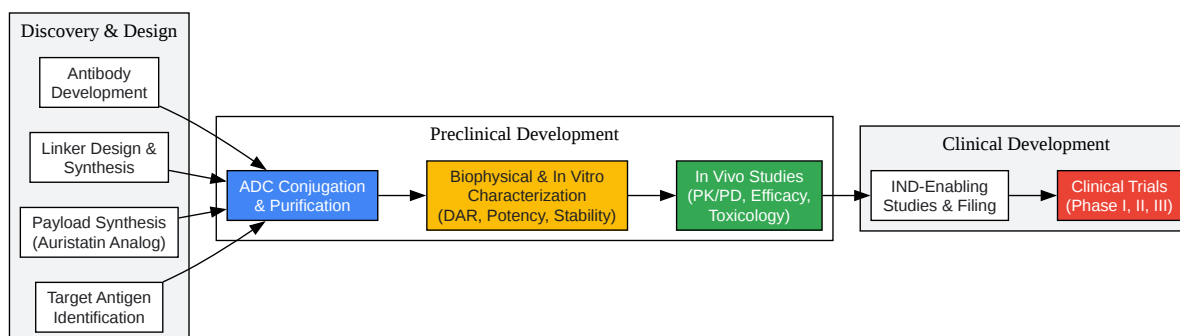 Discovery & Design
Antibody
Development
Linker Design &
Synthesis
Payload Synthesis
(Auristatin Analog)
Target Antigen
Identification
Preclinical Development
ADC Conjugation
& Purification
Biophysical & In Vitro
Characterization
(DAR, Potency, Stability)
In Vivo Studies
(PK/PD, Efficacy,
Toxicology)
Clinical Development
IND-Enabling
Studies & Filing
Clinical Trials
(Phase I, II, III)